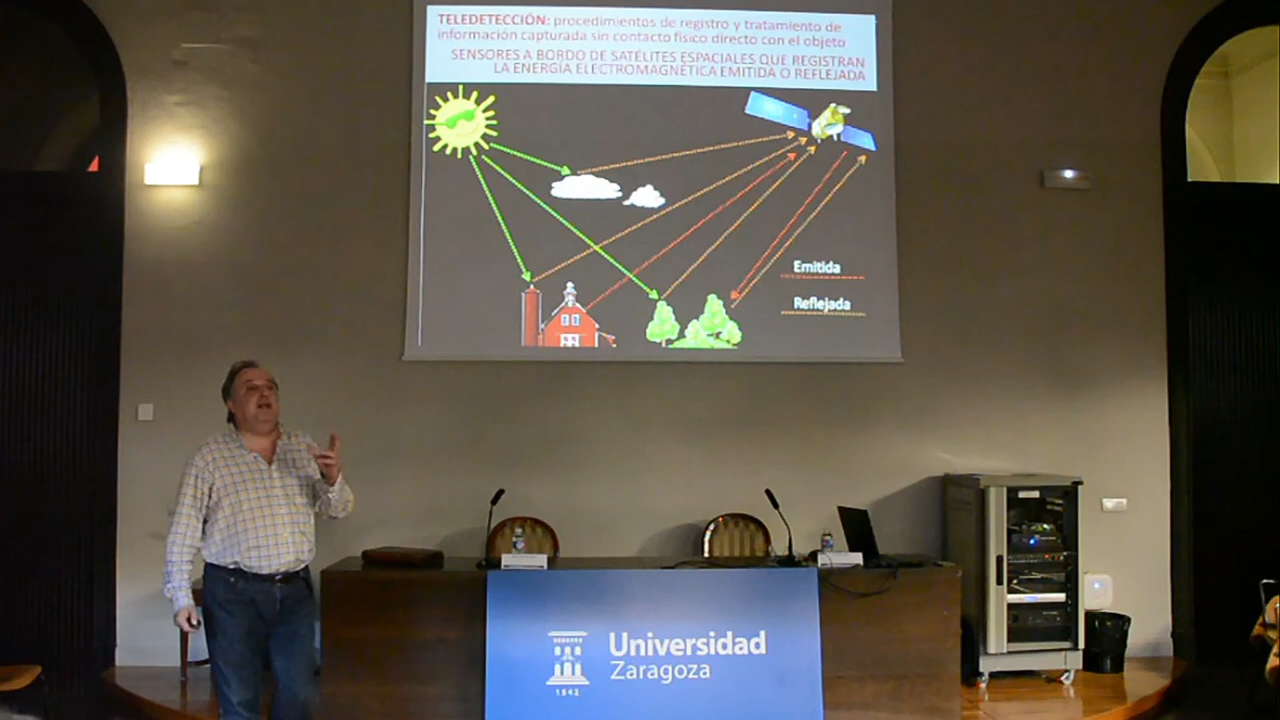 TELEDETECCIÓN: procedimientos de registro y tratamiento de
información capturada sin contacto físico directo con el objeto
SENSORES A BORDO DE SATÉLITES ESPACIALES QUE REGISTRAN
LA ENERGÍA ELECTROMAGNÉTICA EMITIDA O REFLEJADA
Emitida
Reflejada
Universidad
Zaragoza
1542